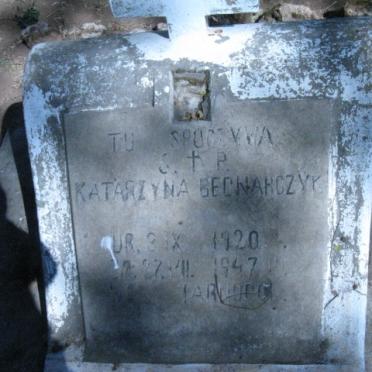 TU SPOCZYWA
Ś. † P.
KATARZYNA BEDNARCZYK
UR. 3 IX 1920
27. VII. 1947